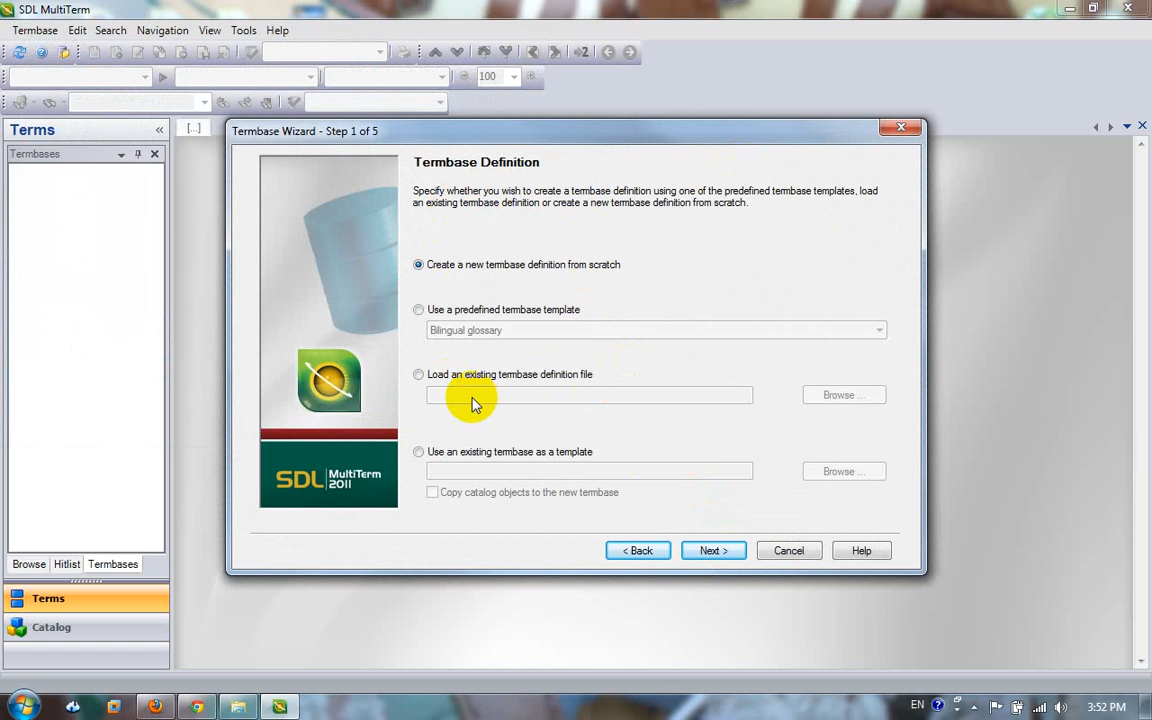 SDL MultiTerm
Termbase Edit Search Navigation View Tools Help
100
Terms
[...]
Termbases
Termbase Wizard - Step 1 of 5
Termbase Definition
Specify whether you wish to create a termbase definition using one of the predefined termbase templates, load
an existing termbase definition or create a new termbase definition from scratch.
Create a new termbase definition from scratch
Use a predefined termbase template
Bilingual glossary
Load an existing termbase definition file
Browse ...
Use an existing termbase as a template
Browse ...
Copy catalog objects to the new termbase
SDL MultiTerm 2011
< Back Next > Cancel Help
Browse Hitlist Termbases
Terms
Catalog
EN 3:52 PM